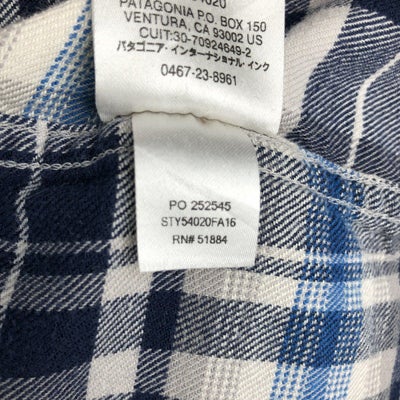 PATAGONIA P.O. BOX 150
VENTURA, CA 93002 US
CUIT:30-70924649-2
パタゴニア・インターナショナル・インク
0467-23-8961
PO 252545
STY54020FA16
RN# 51884